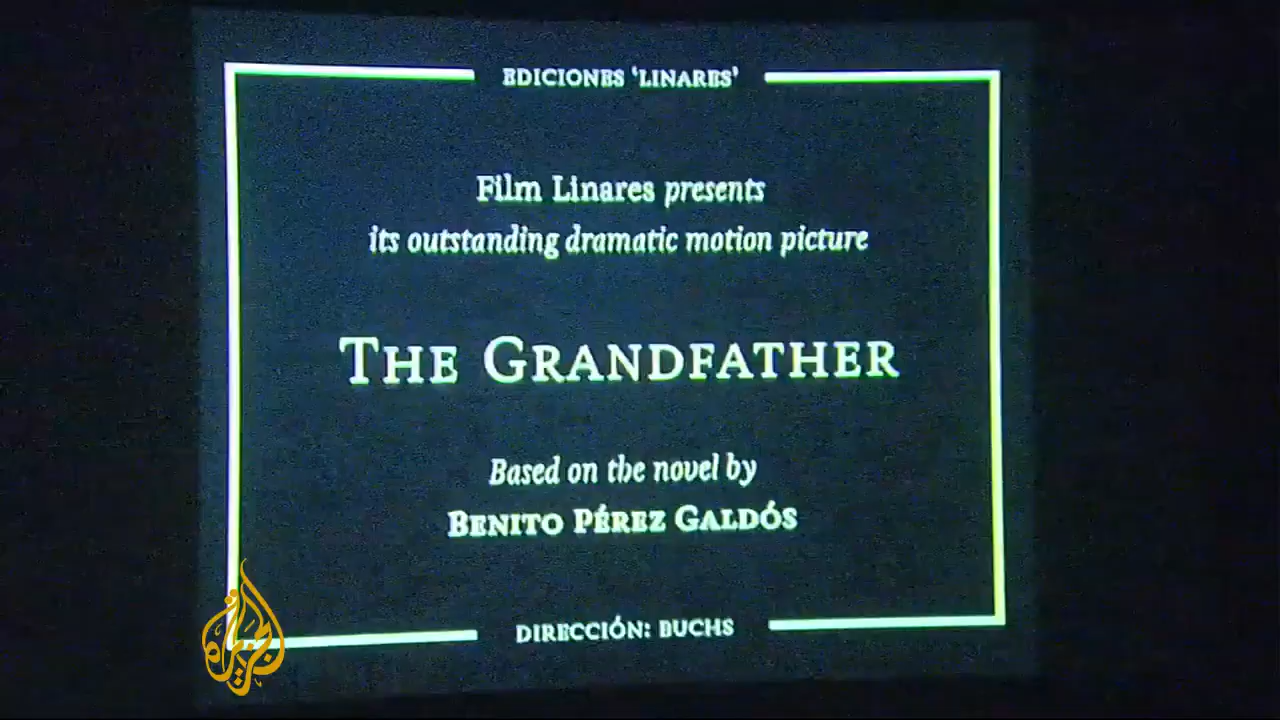 EDICIONES 'LINARES'
Film Linares presents
its outstanding dramatic motion picture
THE GRANDFATHER
Based on the novel by
BENITO PÉREZ GALDÓS
DIRECCIÓN: BUCHS
الجزيرة